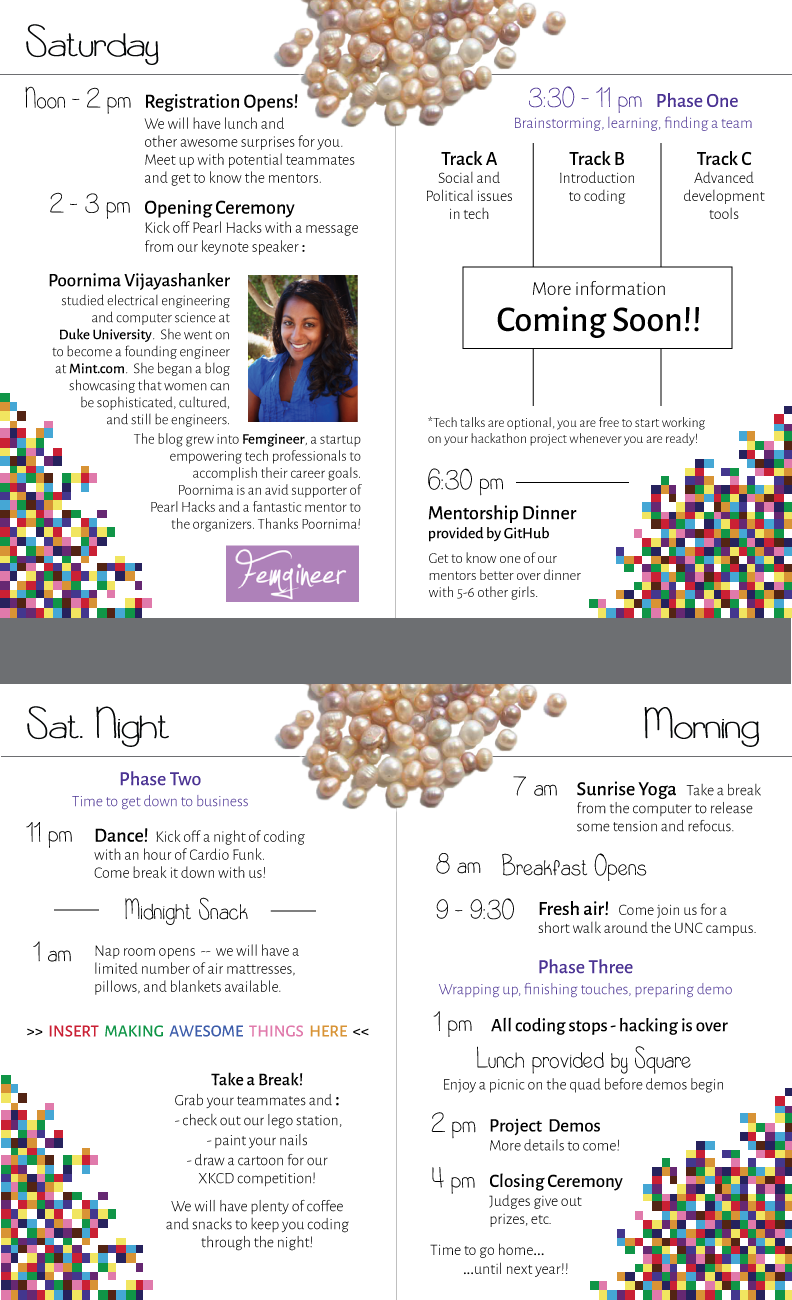 Saturday
Noon - 2 pm Registration Opens!
We will have lunch and
other awesome surprises for you.
Meet up with potential teammates
and get to know the mentors.
2 - 3 pm Opening Ceremony
Kick off Pearl Hacks with a message
from our keynote speaker :
Poornima Vijayashanker
studied electrical engineering
and computer science at
Duke University. She went on
to become a founding engineer
at Mint.com. She began a blog
showcasing that women can
be sophisticated, cultured,
and still be engineers.
The blog grew into Femgineer, a startup
empowering tech professionals to
accomplish their career goals.
Poornima is an avid supporter of
Pearl Hacks and a fantastic mentor to
the organizers. Thanks Poornima!
Femgineer
3:30 - 11 pm Phase One
Brainstorming, learning, finding a team
Track A
Social and
Political issues
in tech
Track B
Introduction
to coding
Track C
Advanced
development
tools
More information
Coming Soon!!
*Tech talks are optional, you are free to start working
on your hackathon project whenever you are ready!
6:30 pm
Mentorship Dinner
provided by GitHub
Get to know one of our
mentors better over dinner
with 5-6 other girls.
Sat. Night
Phase Two
Time to get down to business
11 pm Dance! Kick off a night of coding
with an hour of Cardio Funk.
Come break it down with us!
Midnight Snack
1 am Nap room opens -- we will have a
limited number of air mattresses,
pillows, and blankets available.
>> INSERT MAKING AWESOME THINGS HERE <<
Take a Break!
Grab your teammates and :
- check out our lego station,
- paint your nails
- draw a cartoon for our
XKCD competition!
We will have plenty of coffee
and snacks to keep you coding
through the night!
Morning
7 am Sunrise Yoga Take a break
from the computer to release
some tension and refocus.
8 am Breakfast Opens
9 - 9:30 Fresh air! Come join us for a
short walk around the UNC campus.
Phase Three
Wrapping up, finishing touches, preparing demo
1 pm All coding stops - hacking is over
Lunch provided by Square
Enjoy a picnic on the quad before demos begin
2 pm Project Demos
More details to come!
4 pm Closing Ceremony
Judges give out
prizes, etc.
Time to go home...
...until next year!!